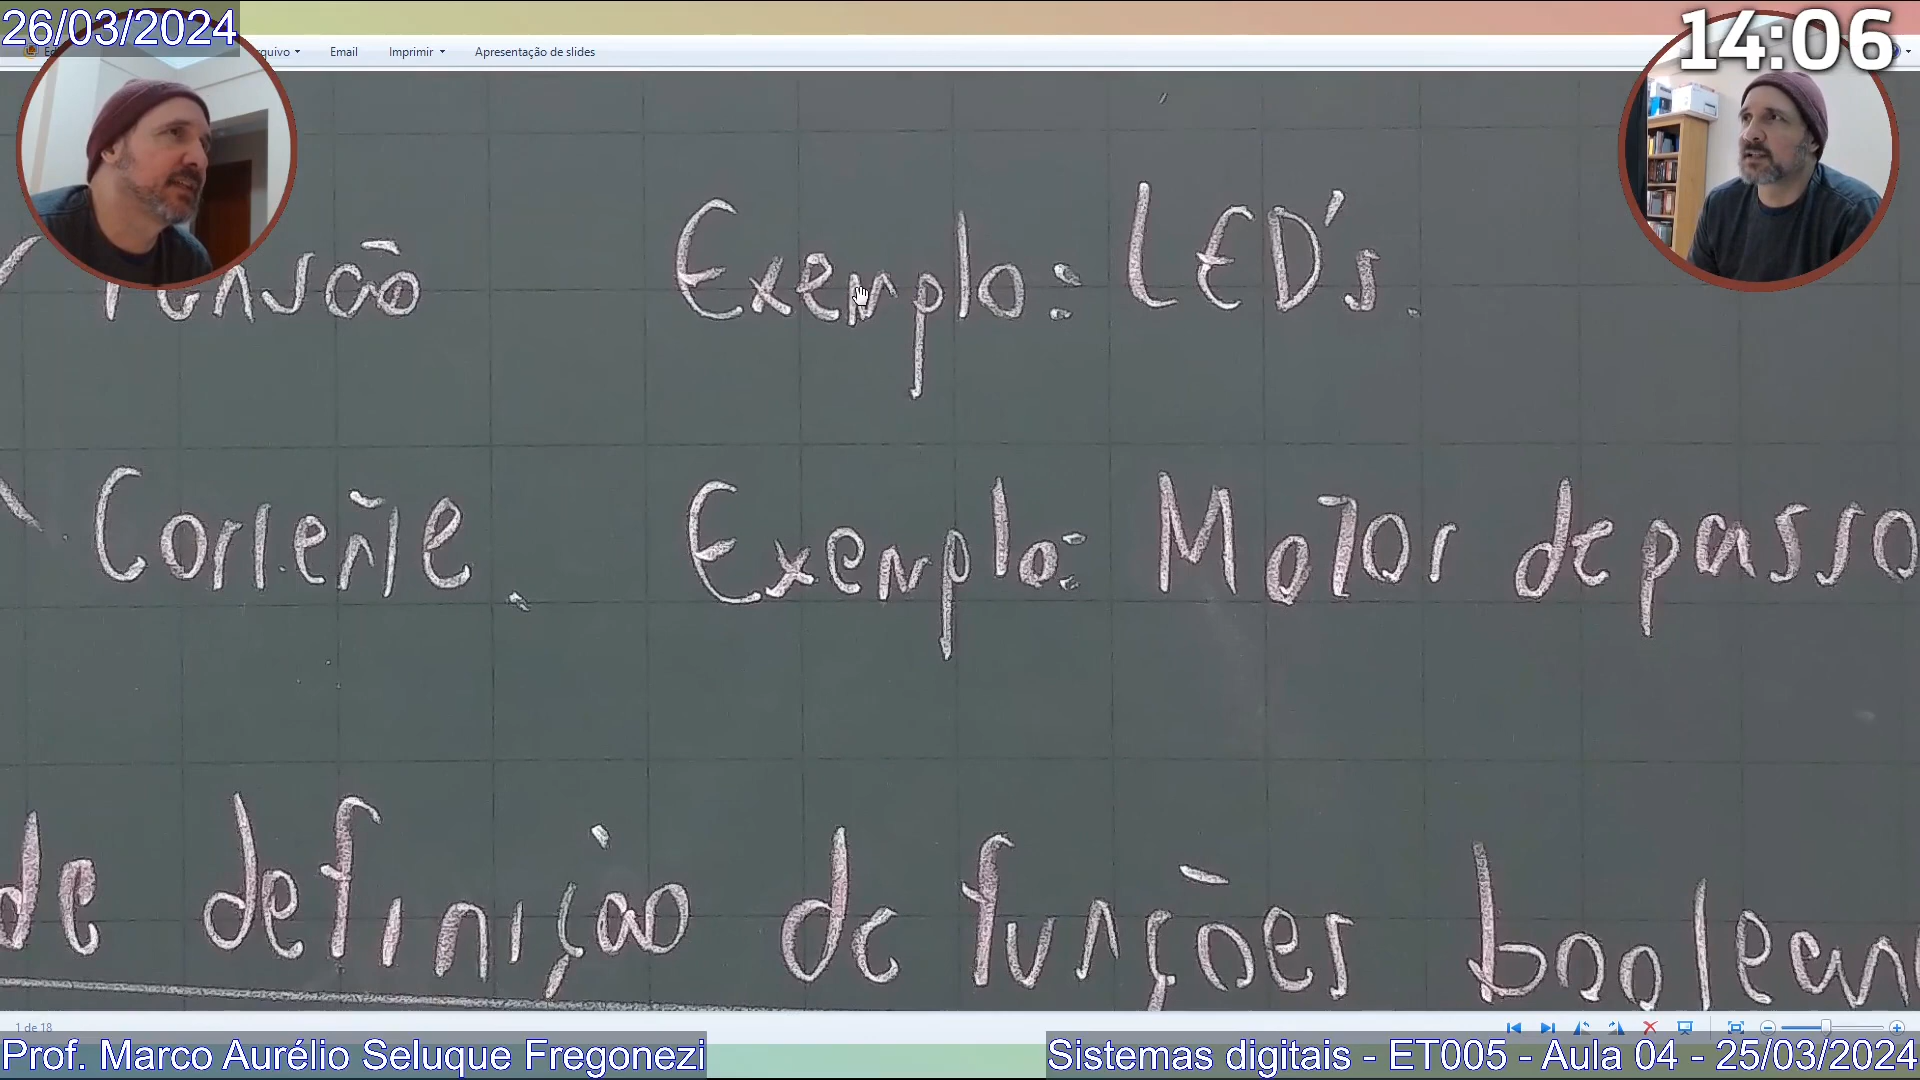 26/03/2024
14:06
quivo Email Imprimir Apresentação de slides
Tensão Exemplo: LED's.
Corrente. Exemplo: Motor de passo
de definição de funções boolean
1 de 18
Prof. Marco Aurélio Seluque Fregonezi
Sistemas digitais - ET005 - Aula 04 - 25/03/2024